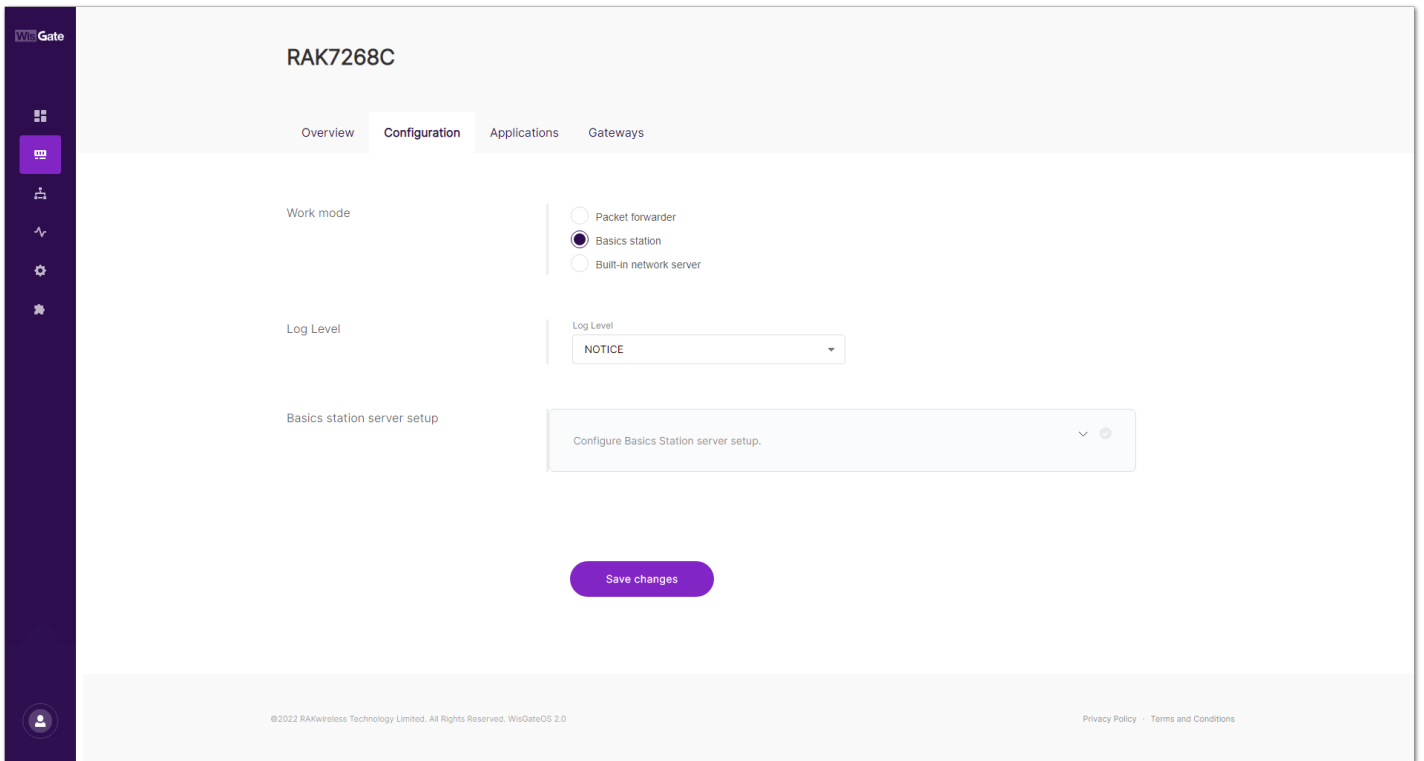 WisGate
RAK7268C
Overview Configuration Applications Gateways
Work mode
Packet forwarder
Basics station
Built-in network server
Log Level
Log Level
NOTICE
Basics station server setup
Configure Basics Station server setup.
Save changes
©2022 RAKwireless Technology Limited. All Rights Reserved. WisGateOS 2.0
Privacy Policy · Terms and Conditions